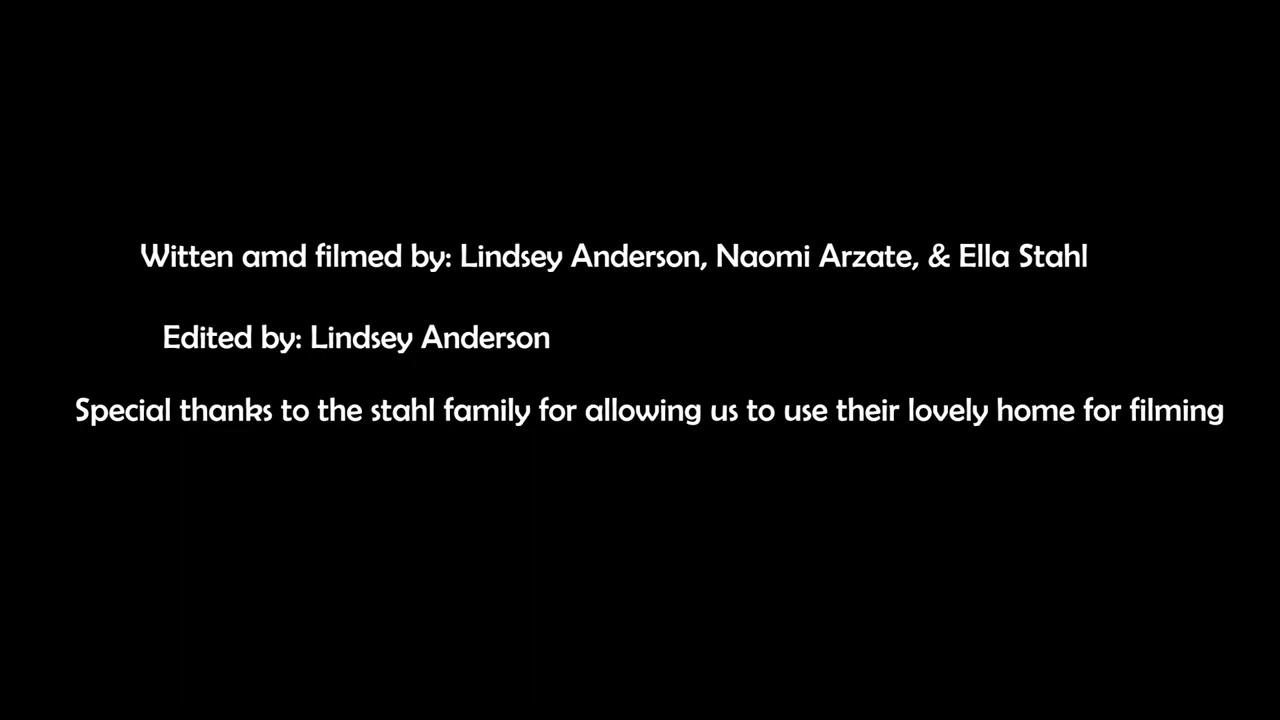 Witten amd filmed by: Lindsey Anderson, Naomi Arzate, & Ella Stahl
Edited by: Lindsey Anderson
Special thanks to the stahl family for allowing us to use their lovely home for filming